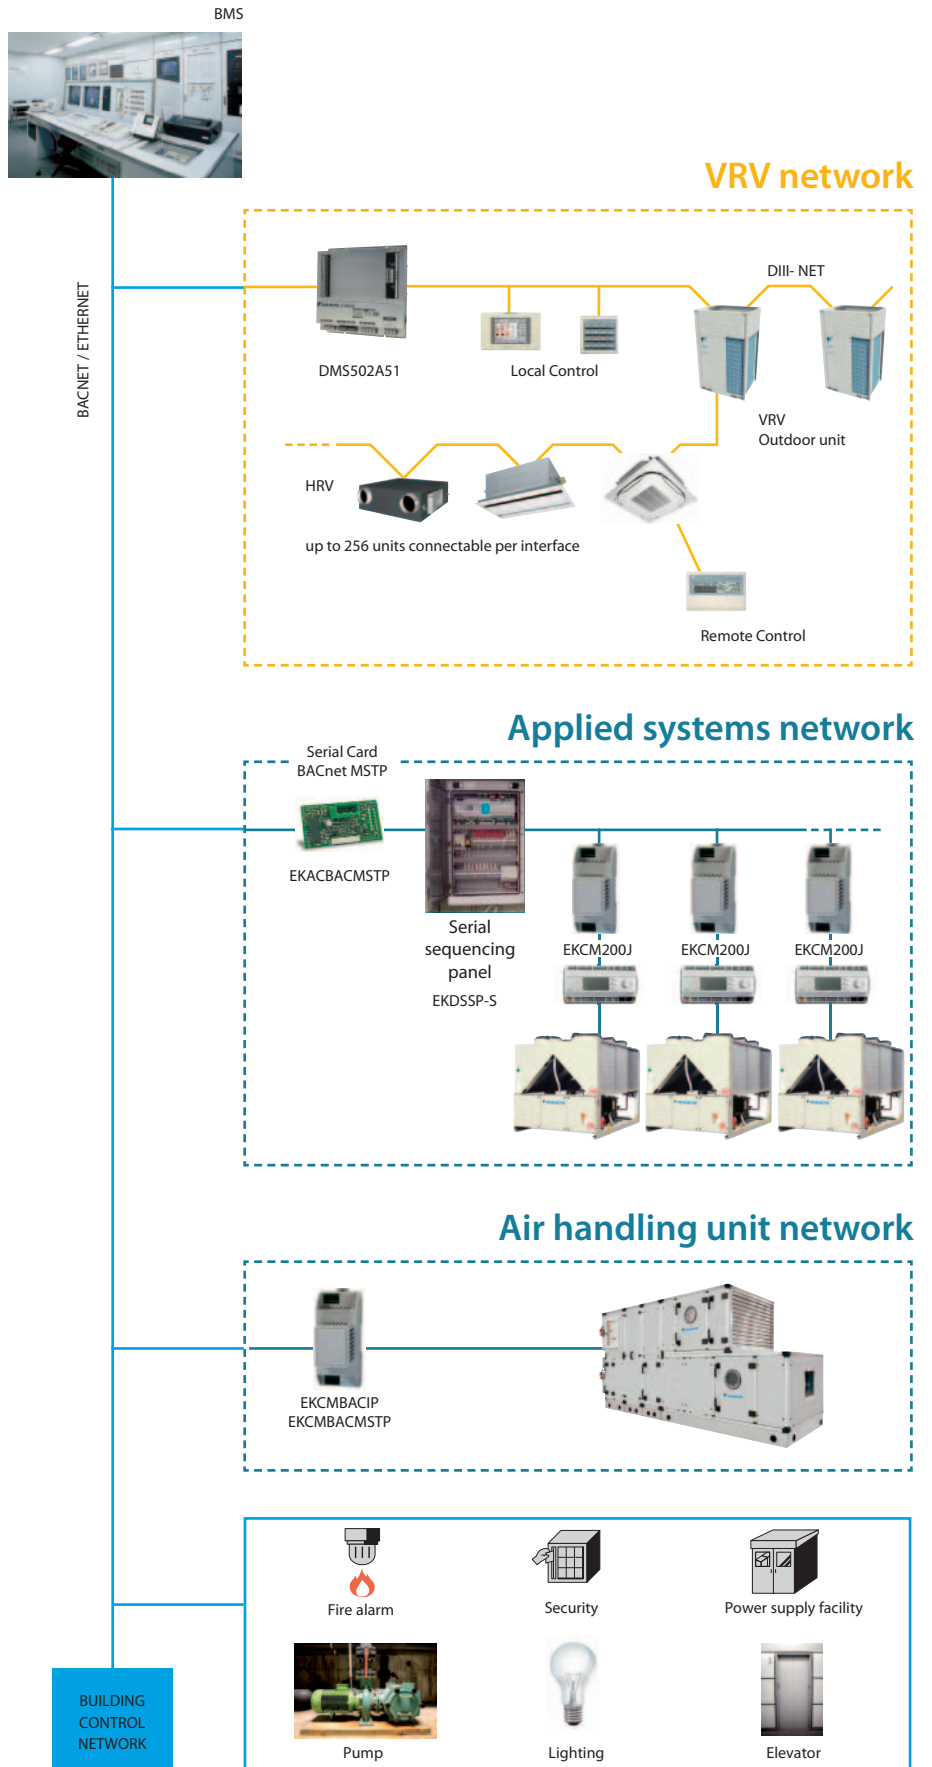 BMS
VRV network
BACNET / ETHERNET
DIII- NET
DMS502A51
Local Control
VRV
Outdoor unit
HRV
up to 256 units connectable per interface
Remote Control
Applied systems network
Serial Card
BACnet MSTP
EKACBACMSTP
Serial
sequencing
panel
EKDSSP-S
EKCM200J
EKCM200J
EKCM200J
Air handling unit network
EKCMBACIP
EKCMBACMSTP
Fire alarm
Security
Power supply facility
BUILDING
CONTROL
NETWORK
Pump
Lighting
Elevator